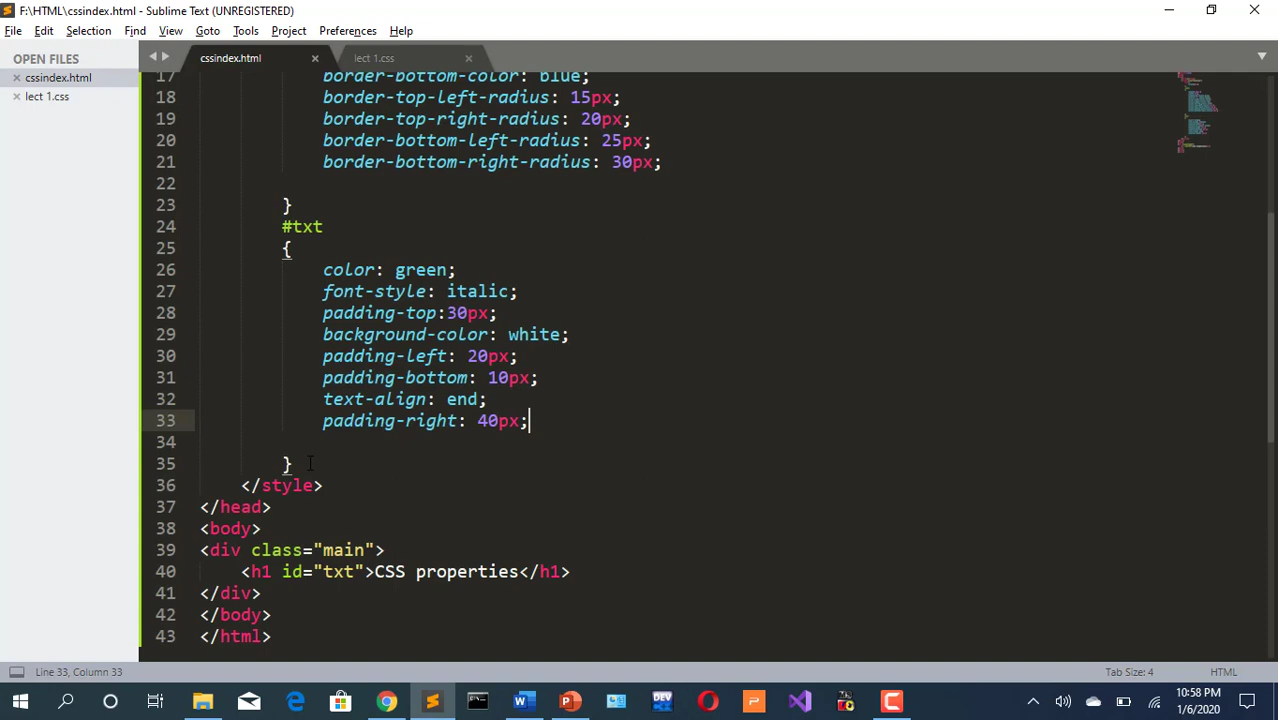 F:\HTML\cssindex.html - Sublime Text (UNREGISTERED)
File Edit Selection Find View Goto Tools Project Preferences Help
OPEN FILES
cssindex.html
lect 1.css
cssindex.html
lect 1.css
17 border-bottom-color: blue;
18 border-top-left-radius: 15px;
19 border-top-right-radius: 20px;
20 border-bottom-left-radius: 25px;
21 border-bottom-right-radius: 30px;
22
23 }
24 #txt
25 {
26 color: green;
27 font-style: italic;
28 padding-top:30px;
29 background-color: white;
30 padding-left: 20px;
31 padding-bottom: 10px;
32 text-align: end;
33 padding-right: 40px;
34
35 }
36 </style>
37 </head>
38 <body>
39 <div class="main">
40 <h1 id="txt">CSS properties</h1>
41 </div>
42 </body>
43 </html>
Line 33, Column 33
Tab Size: 4
HTML
10:58 PM
1/6/2020